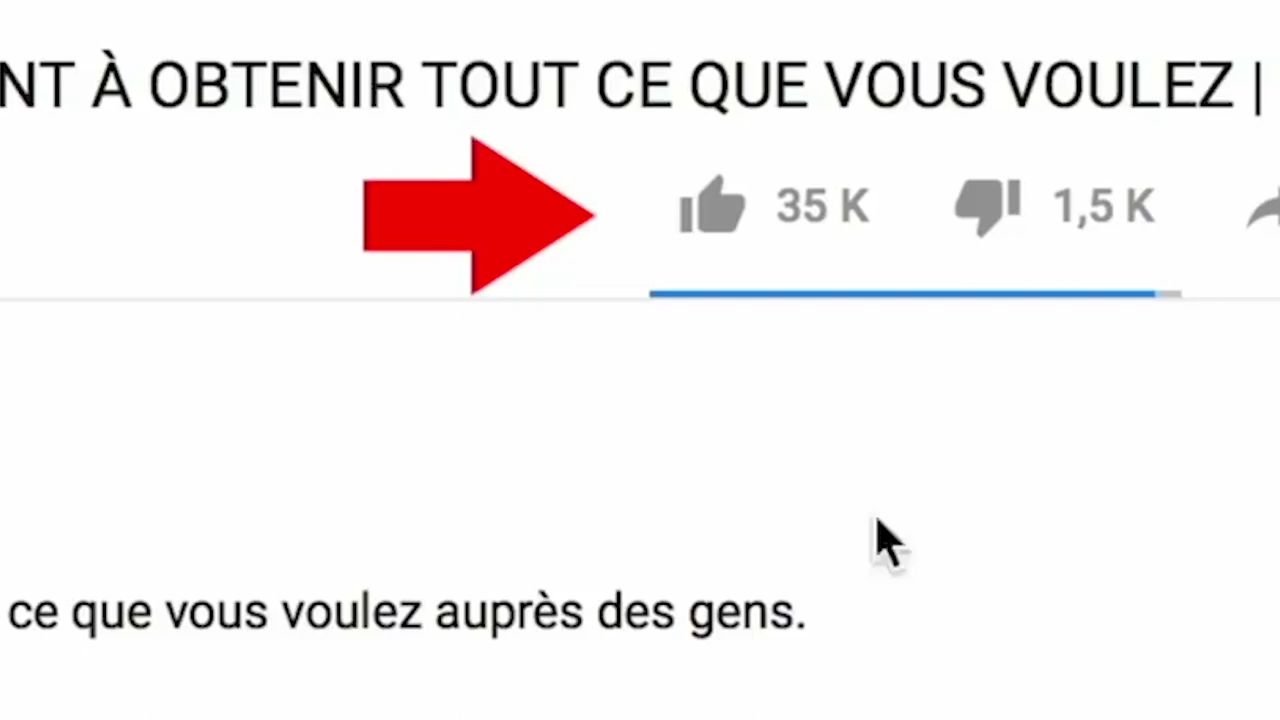 NT À OBTENIR TOUT CE QUE VOUS VOULEZ |
35 K 1,5 K
ce que vous voulez auprès des gens.